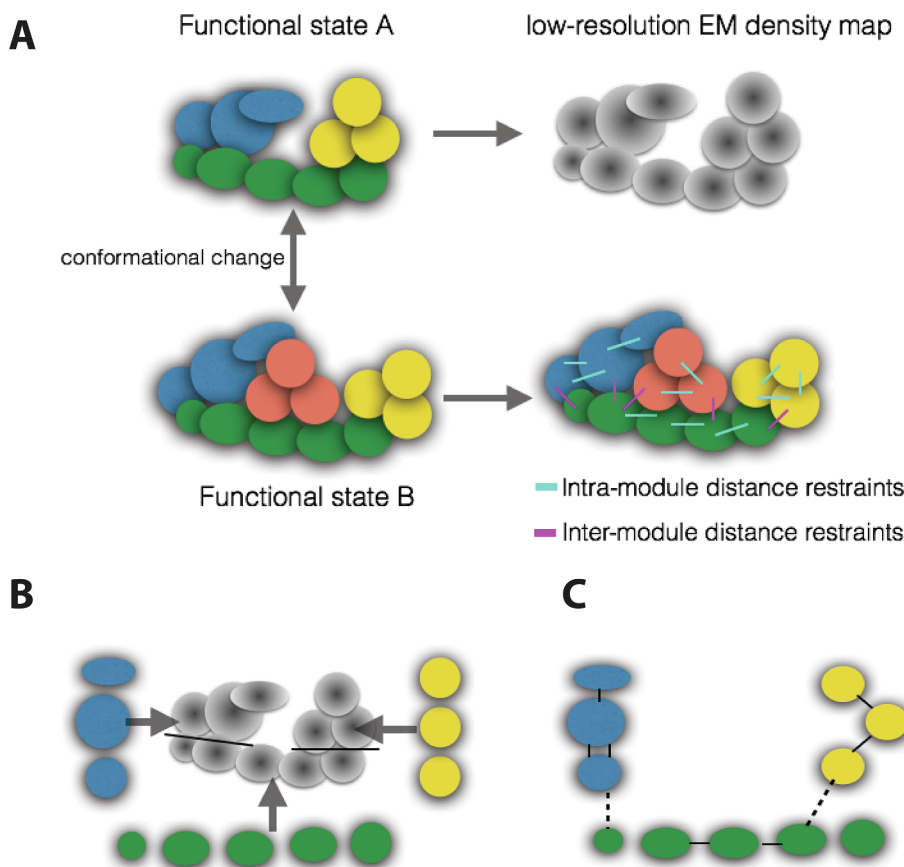 A
Functional state A
low-resolution EM density map
conformational change
Functional state B
Intra-module distance restraints
Inter-module distance restraints
B
C